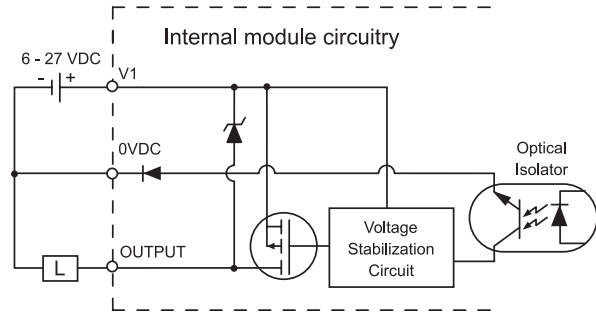 Internal module circuitry
6 - 27 VDC
- +
V1
0VDC
Optical
Isolator
OUTPUT
L
Voltage
Stabilization
Circuit